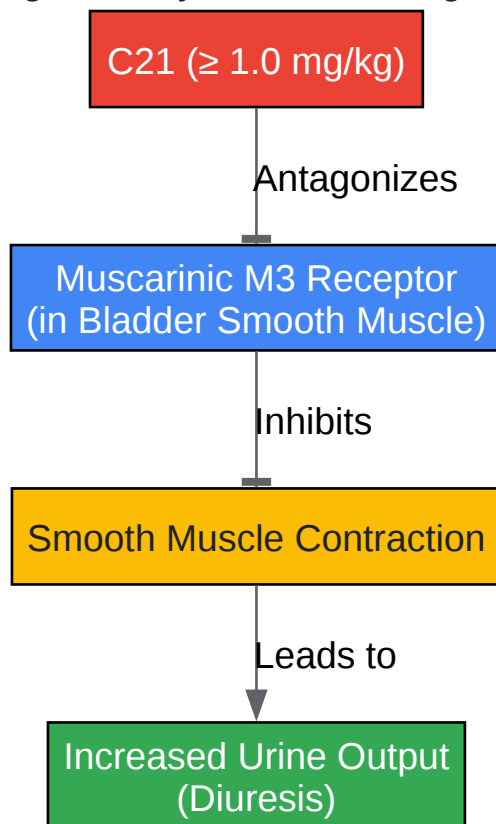 C21 (≥ 1.0 mg/kg)
Antagonizes
Muscarinic M3 Receptor
(in Bladder Smooth Muscle)
Inhibits
Smooth Muscle Contraction
Leads to
Increased Urine Output
(Diuresis)